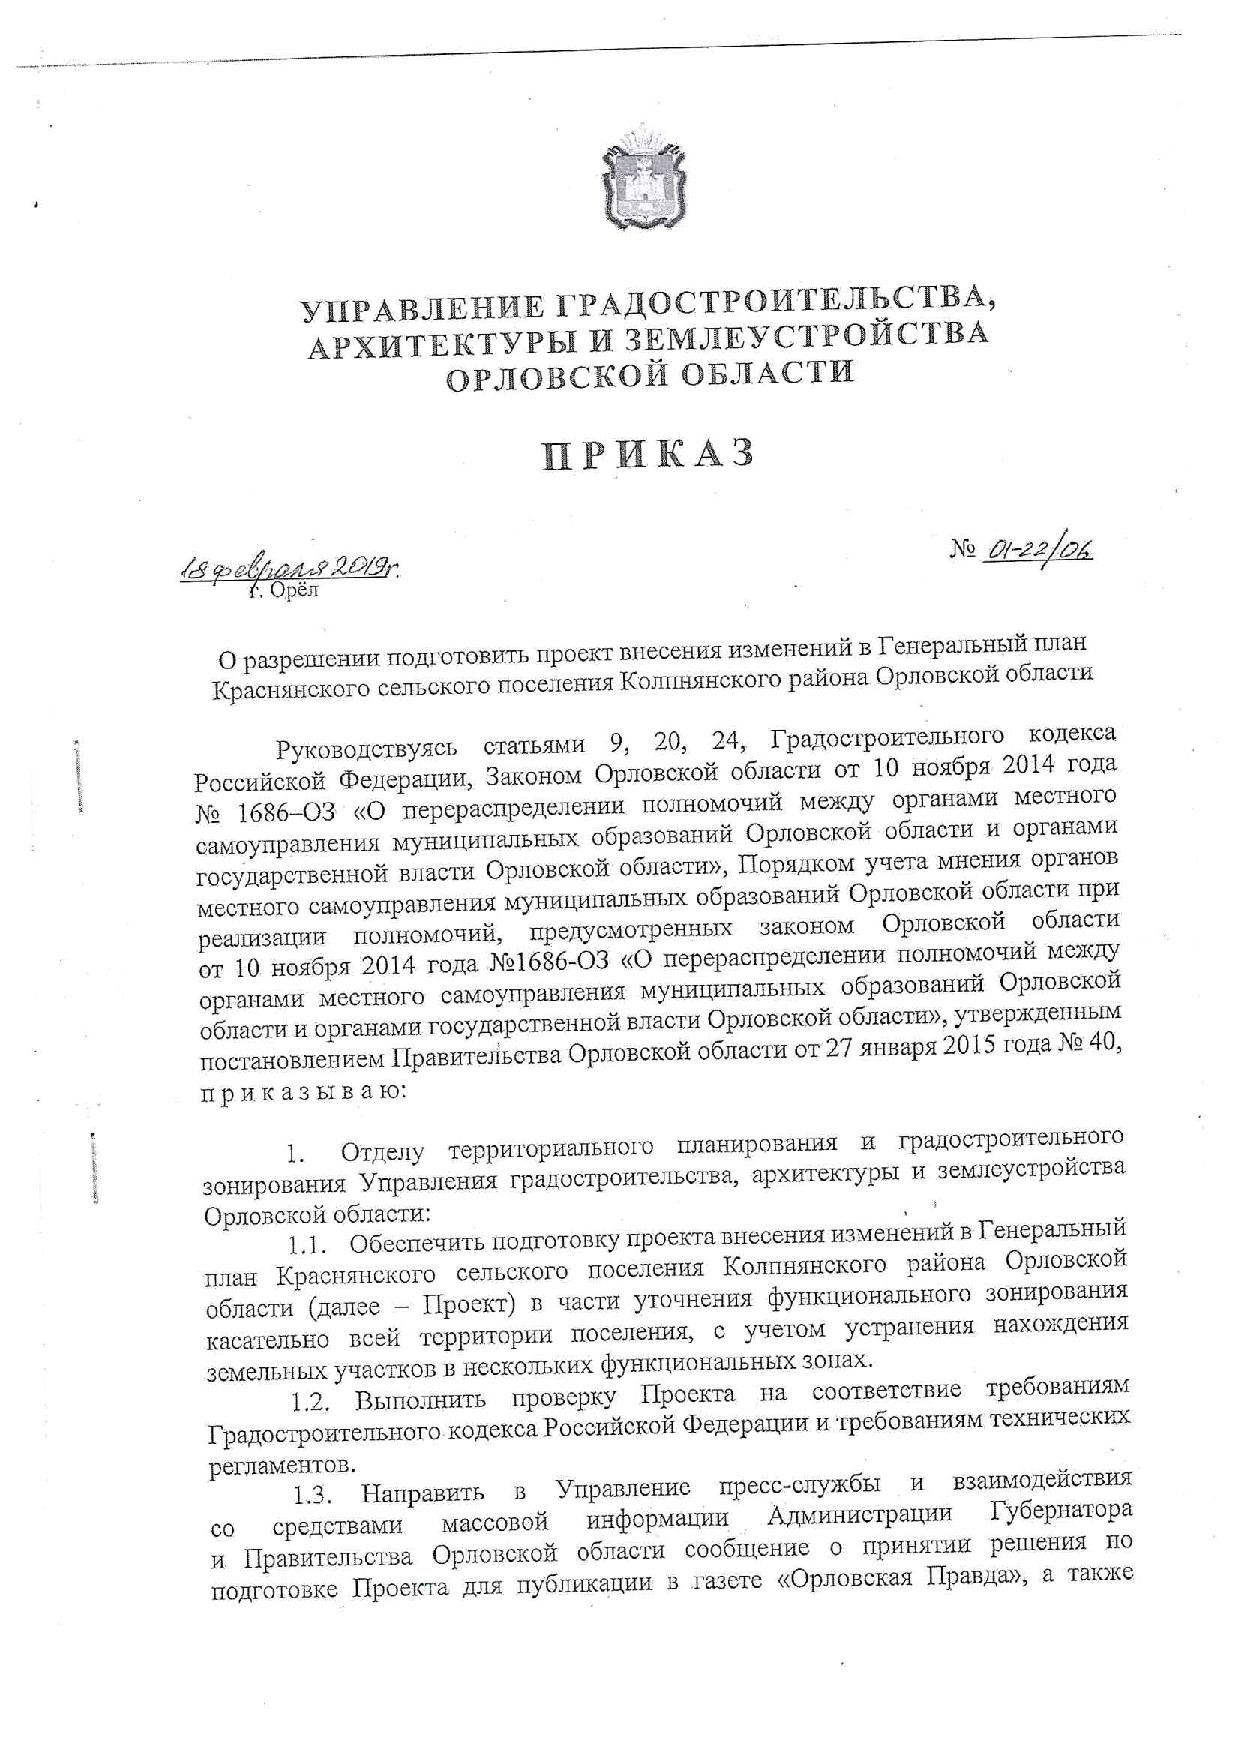 УПРАВЛЕНИЕ ГРАДОСТРОИТЕЛЬСТВА,
АРХИТЕКТУРЫ И ЗЕМЛЕУСТРОЙСТВА
ОРЛОВСКОЙ ОБЛАСТИ
ПРИКАЗ
18 февраля 2019г.
№ 01-22/06
г. Орёл
О разрешении подготовить проект внесения изменений в Генеральный план
Краснянского сельского поселения Колпнянского района Орловской области
Руководствуясь статьями 9, 20, 24, Градостроительного кодекса
Российской Федерации, Законом Орловской области от 10 ноября 2014 года
№ 1686–ОЗ «О перераспределении полномочий между органами местного
самоуправления муниципальных образований Орловской области и органами
государственной власти Орловской области», Порядком учета мнения органов
местного самоуправления муниципальных образований Орловской области при
реализации полномочий, предусмотренных законом Орловской области
от 10 ноября 2014 года №1686-ОЗ «О перераспределении полномочий между
органами местного самоуправления муниципальных образований Орловской
области и органами государственной власти Орловской области», утвержденным
постановлением Правительства Орловской области от 27 января 2015 года № 40,
п р и к а з ы в а ю:
1. Отделу территориального планирования и градостроительного
зонирования Управления градостроительства, архитектуры и землеустройства
Орловской области:
1.1. Обеспечить подготовку проекта внесения изменений в Генеральный
план Краснянского сельского поселения Колпнянского района Орловской
области (далее – Проект) в части уточнения функционального зонирования
касательно всей территории поселения, с учетом устранения нахождения
земельных участков в нескольких функциональных зонах.
1.2. Выполнить проверку Проекта на соответствие требованиям
Градостроительного кодекса Российской Федерации и требованиям технических
регламентов.
1.3. Направить в Управление пресс-службы и взаимодействия
со средствами массовой информации Администрации Губернатора
и Правительства Орловской области сообщение о принятии решения по
подготовке Проекта для публикации в газете «Орловская Правда», а также